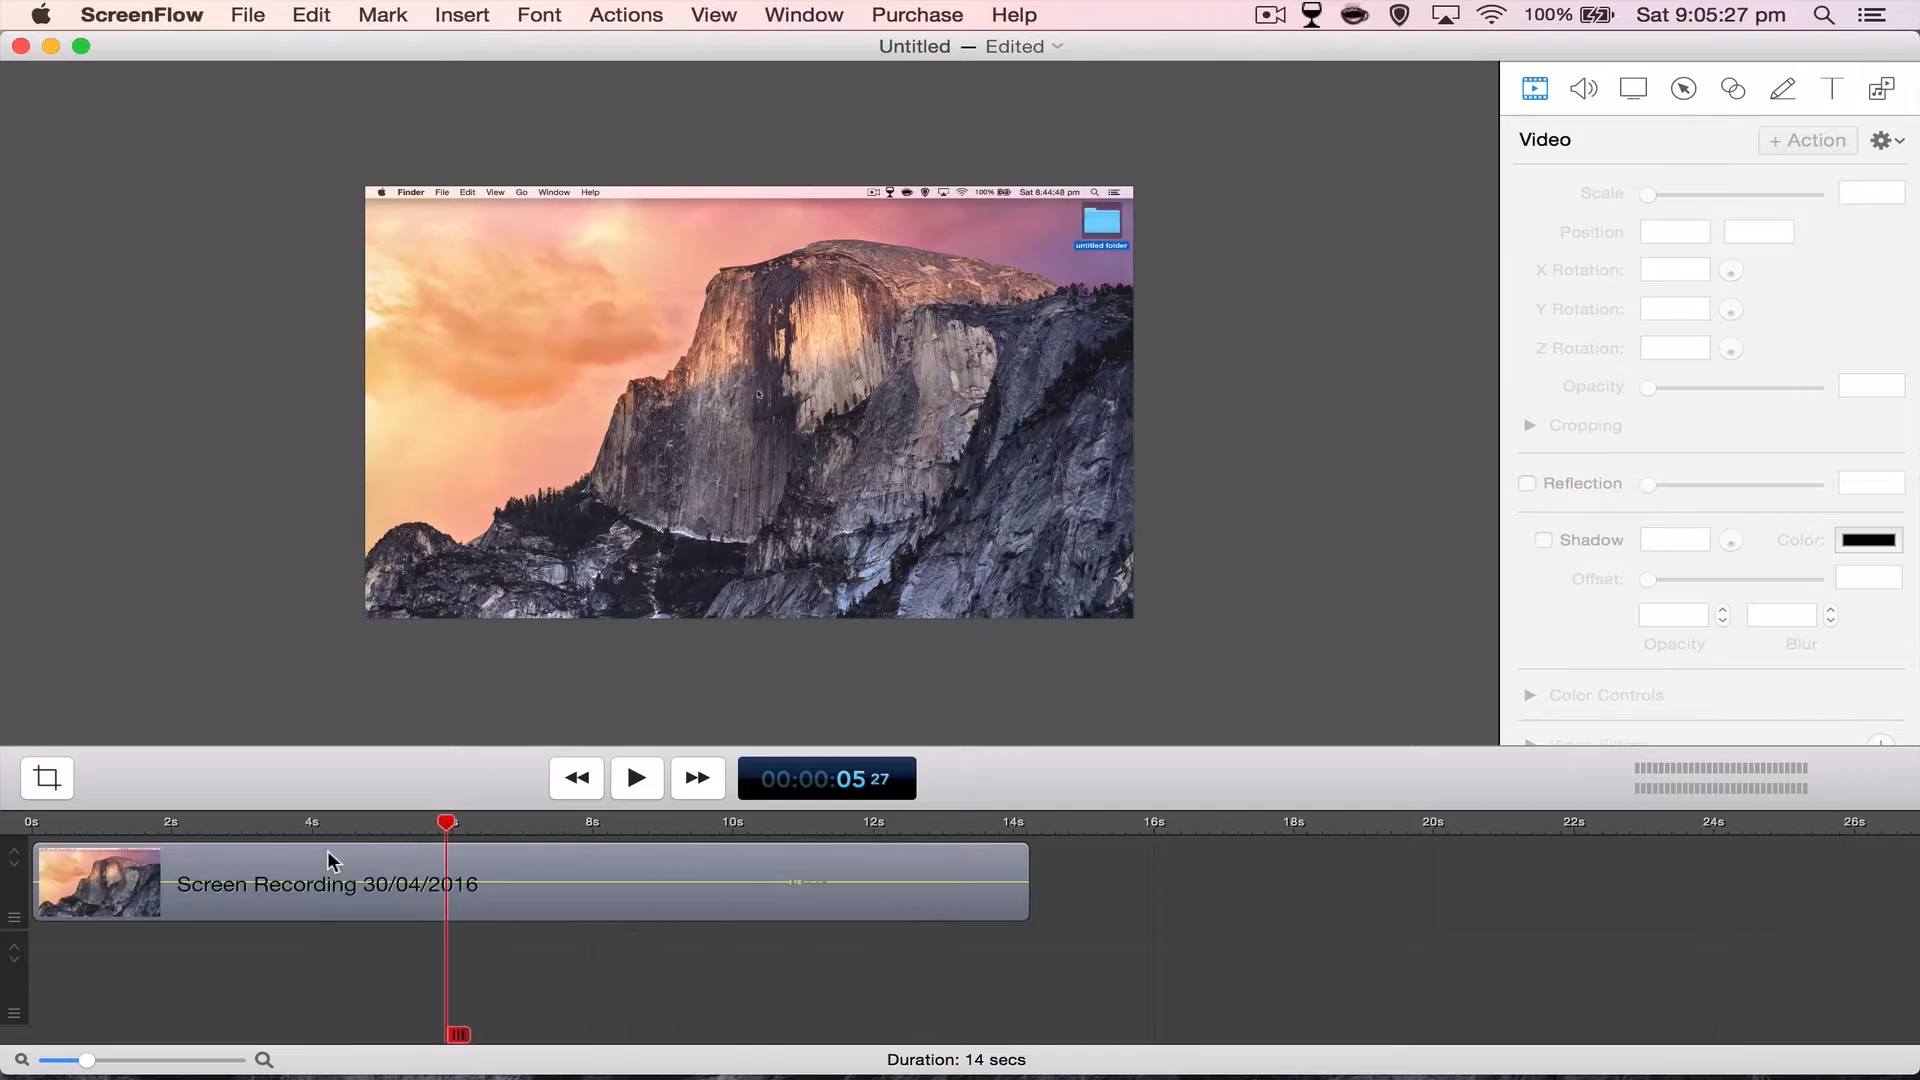 ScreenFlow File Edit Mark Insert Font Actions View Window Purchase Help 100% Sat 9:05:27 pm
Untitled — Edited
Video + Action
Finder File Edit View Go Window Help 100% Sat 8:44:48 pm
untitled folder
Scale
Position
X Rotation:
Y Rotation:
Z Rotation:
Opacity
Cropping
Reflection
Shadow Color:
Offset:
Opacity Blur
Color Controls
00:00:05 27
0s 2s 4s 8s 10s 12s 14s 16s 18s 20s 22s 24s 26s
Screen Recording 30/04/2016
Duration: 14 secs